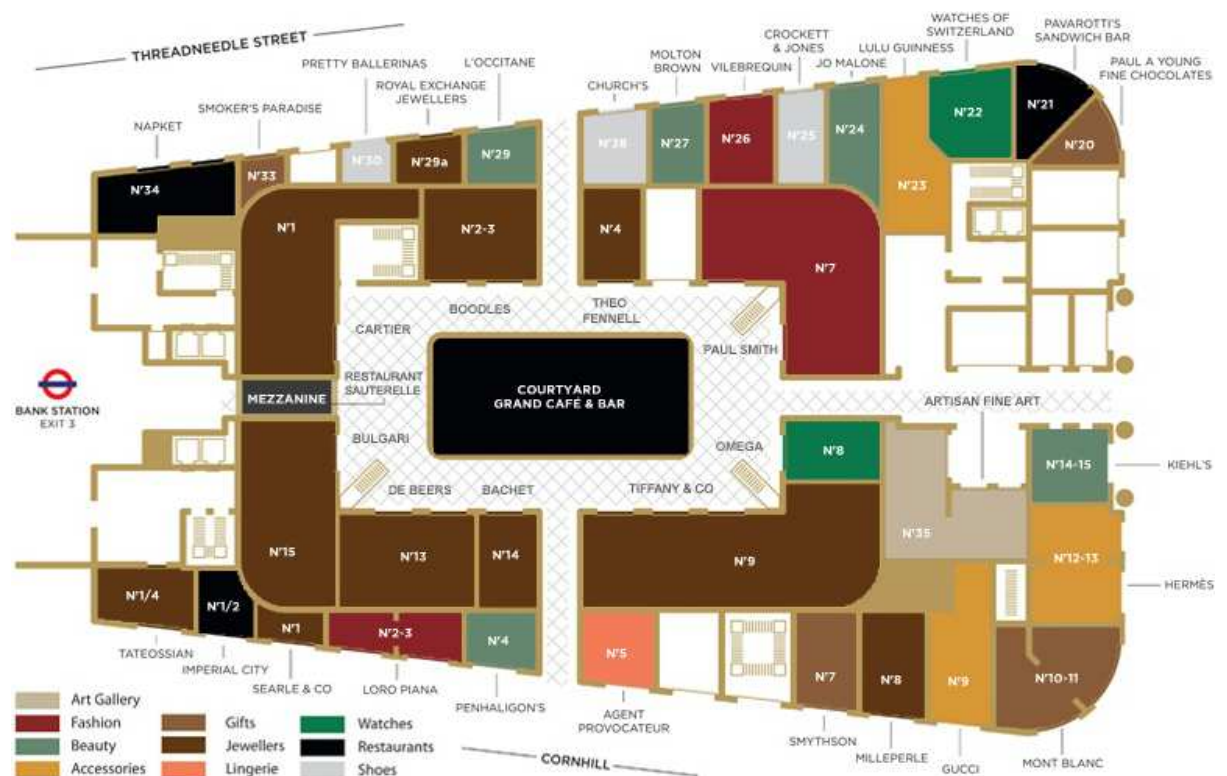 THREADNEEDLE STREET
NAPKET
SMOKER'S PARADISE
PRETTY BALLERINAS
ROYAL EXCHANGE
JEWELLERS
L'OCCITANE
CHURCH'S
MOLTON
BROWN
VILEBREQUIN
CROCKETT
& JONES
JO MALONE
LULU GUINNESS
WATCHES OF
SWITZERLAND
PAVAROTTI'S
SANDWICH BAR
PAUL A YOUNG
FINE CHOCOLATES
N°34
N°33
N°30
N°29a
N°29
N°28
N°27
N°26
N°25
N°24
N°23
N°22
N°21
N°20
N°1
N°2-3
N°4
N°7
BOODLES
THEO
FENNELL
CARTIER
PAUL SMITH
RESTAURANT
SAUTERELLE
MEZZANINE
COURTYARD
GRAND CAFÉ & BAR
BANK STATION
EXIT 3
ARTISAN FINE ART
BULGARI
OMEGA
DE BEERS
BACHET
TIFFANY & CO
N°8
N°14-15
KIEHL'S
N°15
N°13
N°14
N°9
N°35
N°12-13
HERMÈS
N°1/4
N°1/2
N°1
N°2-3
N°4
N°5
N°7
N°8
N°9
N°10-11
TATEOSSIAN
IMPERIAL CITY
SEARLE & CO
LORO PIANA
PENHALIGON'S
AGENT
PROVOCATEUR
SMYTHSON
MILLEPERLE
GUCCI
MONT BLANC
CORNHILL
Art Gallery
Fashion
Beauty
Accessories
Gifts
Jewellers
Lingerie
Watches
Restaurants
Shoes